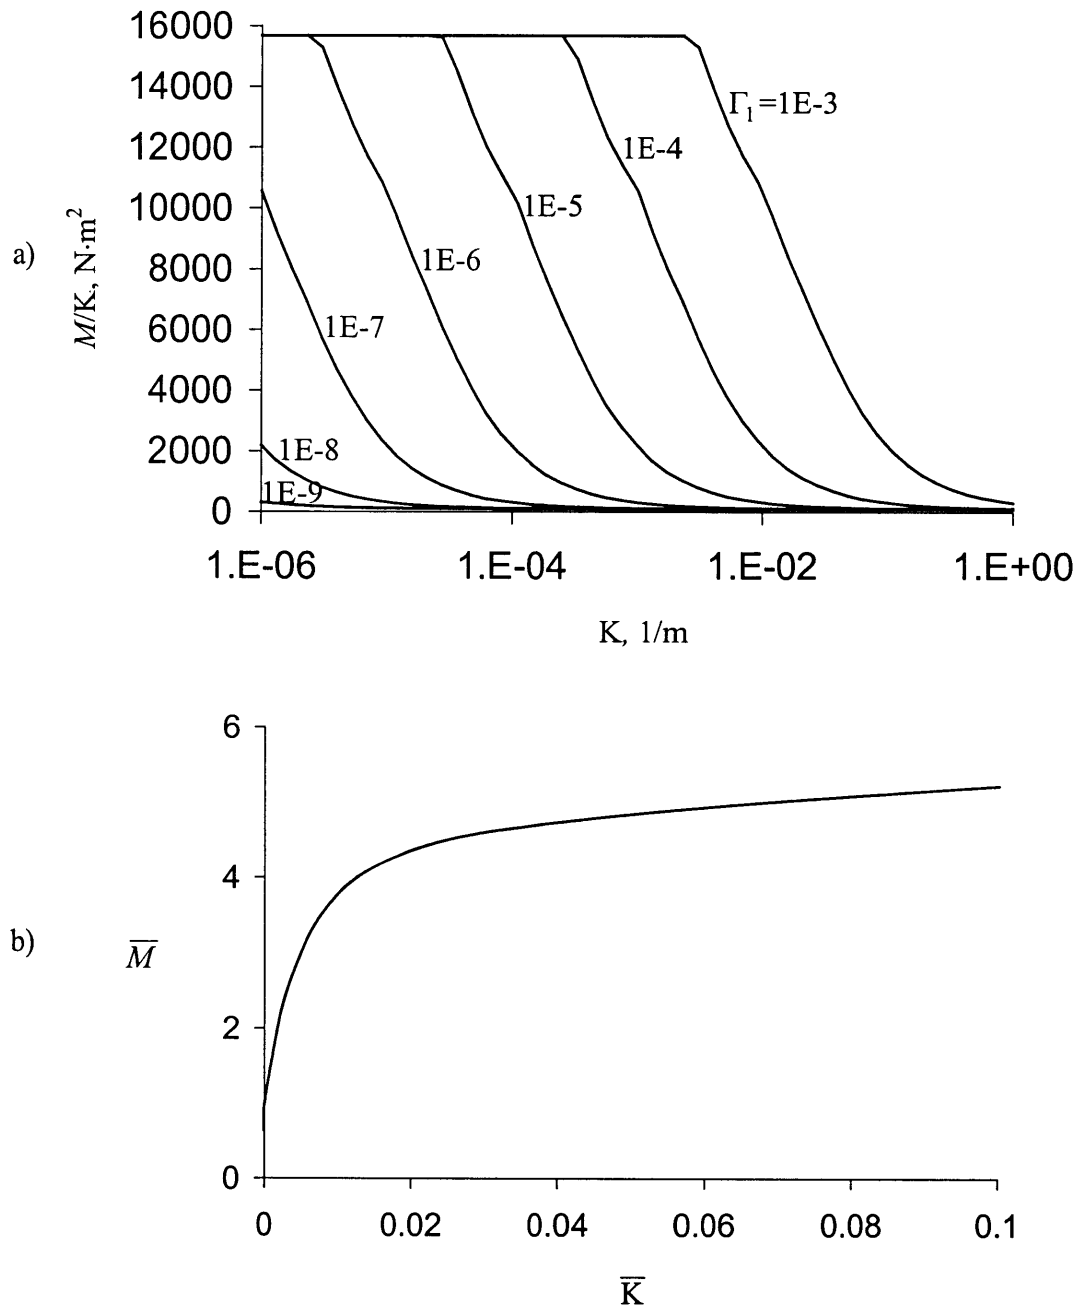 a)
M/K, N·m²
16000
14000
12000
10000
8000
6000
4000
2000
0
Γ₁=1E-3
1E-4
1E-5
1E-6
1E-7
1E-8
1E-9
1.E-06 1.E-04 1.E-02 1.E+00
K, 1/m
b)
M̅
6
4
2
0
0 0.02 0.04 0.06 0.08 0.1
K̅